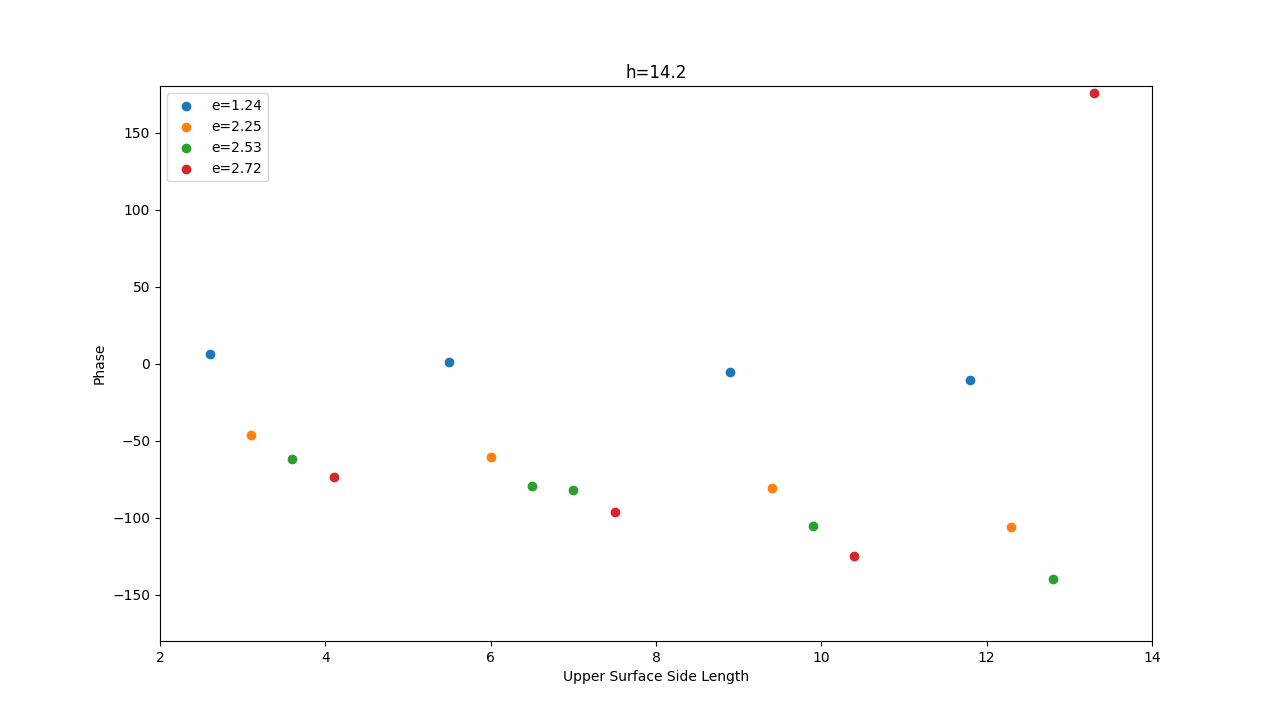 h=14.2
e=1.24
e=2.25
e=2.53
e=2.72
150
100
50
0
−50
−100
−150
Phase
2 4 6 8 10 12 14
Upper Surface Side Length